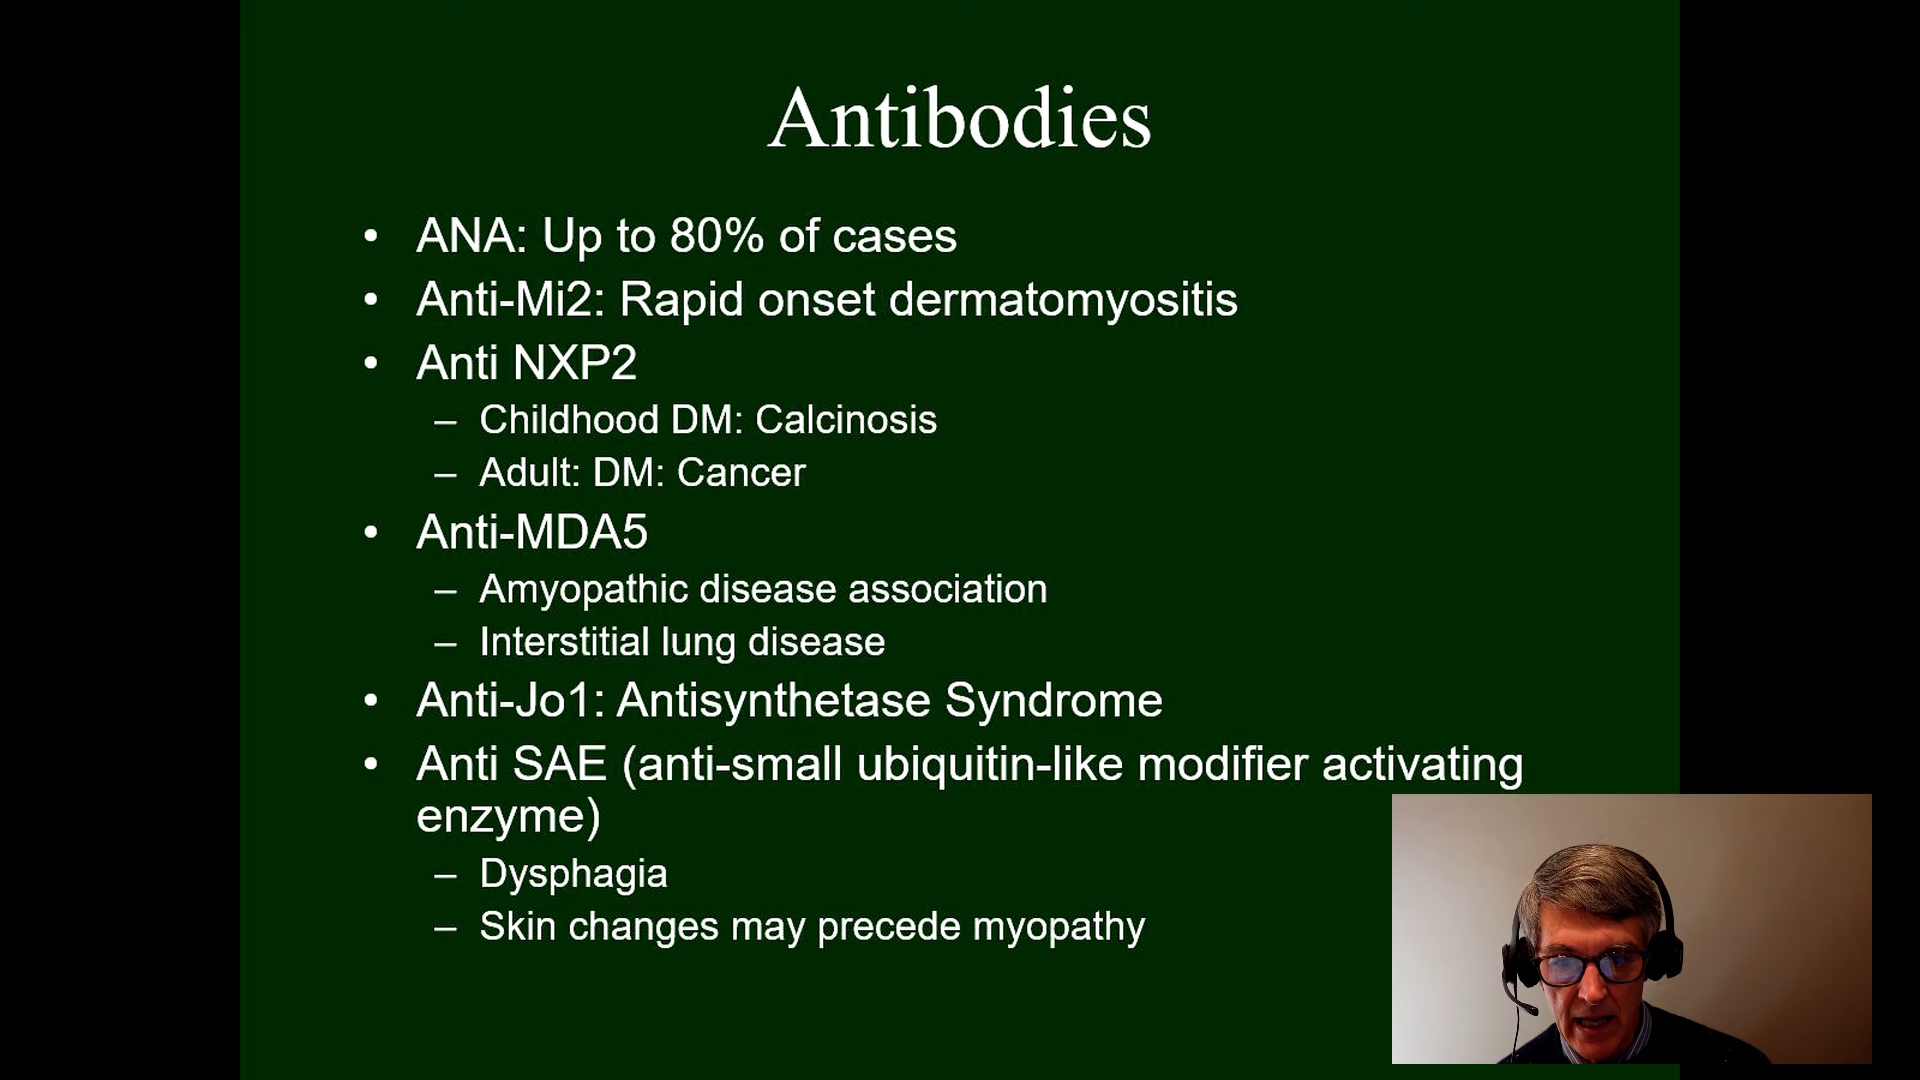 Antibodies
• ANA: Up to 80% of cases
• Anti-Mi2: Rapid onset dermatomyositis
• Anti NXP2
– Childhood DM: Calcinosis
– Adult: DM: Cancer
• Anti-MDA5
– Amyopathic disease association
– Interstitial lung disease
• Anti-Jo1: Antisynthetase Syndrome
• Anti SAE (anti-small ubiquitin-like modifier activating
enzyme)
– Dysphagia
– Skin changes may precede myopathy